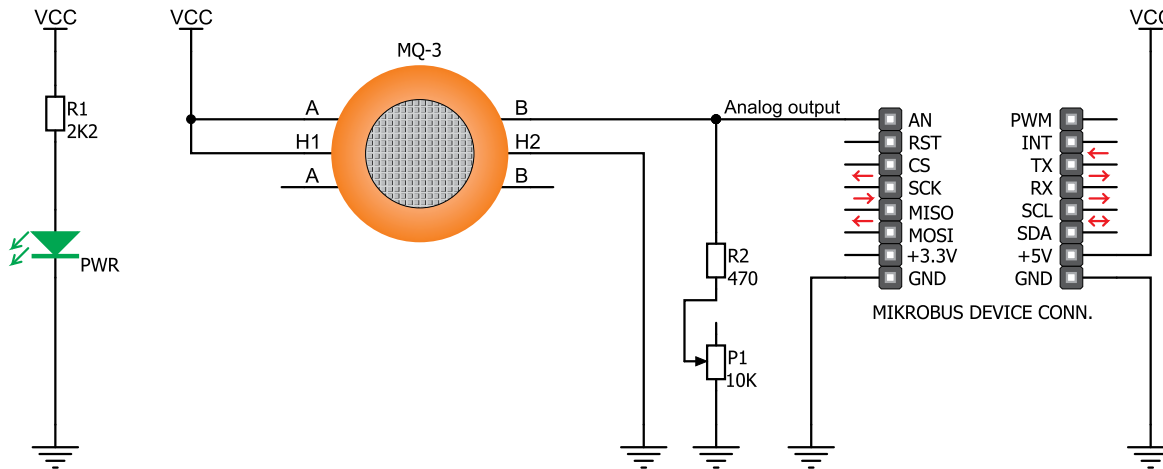 VCC
R1
2K2
PWR
VCC
MQ-3
A
H1
A
B
H2
B
Analog output
R2
470
P1
10K
AN
RST
CS
SCK
MISO
MOSI
+3.3V
GND
PWM
INT
TX
RX
SCL
SDA
+5V
GND
MIKROBUS DEVICE CONN.
VCC